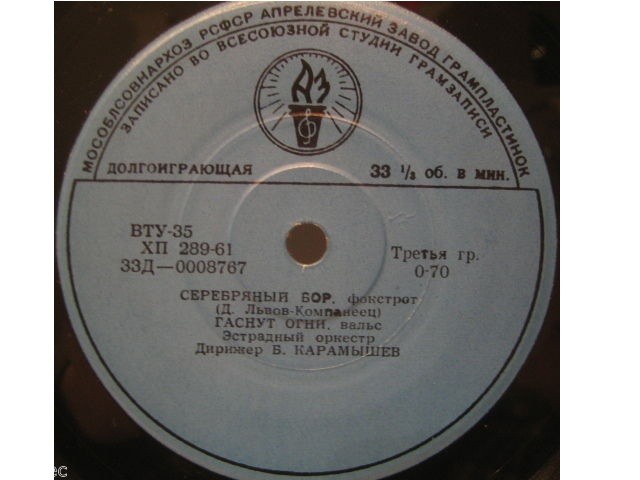 МОСОБЛСОВНАРХОЗ РСФСР АПРЕЛЕВСКИЙ ЗАВОД ГРАМПЛАСТИНОК
ЗАПИСАНО ВО ВСЕСОЮЗНОЙ СТУДИИ ГРАМЗАПИСИ
АЗ
ДОЛГОИГРАЮЩАЯ 33 1/3 об. в мин.
ВТУ-35
ХП 289-61
33Д—0008767
Третья гр.
0-70
СЕРЕБРЯНЫЙ БОР, фокстрот
(Д. Львов-Компанеец)
ГАСНУТ ОГНИ, вальс
Эстрадный оркестр
Дирижер Б. КАРАМЫШЕВ